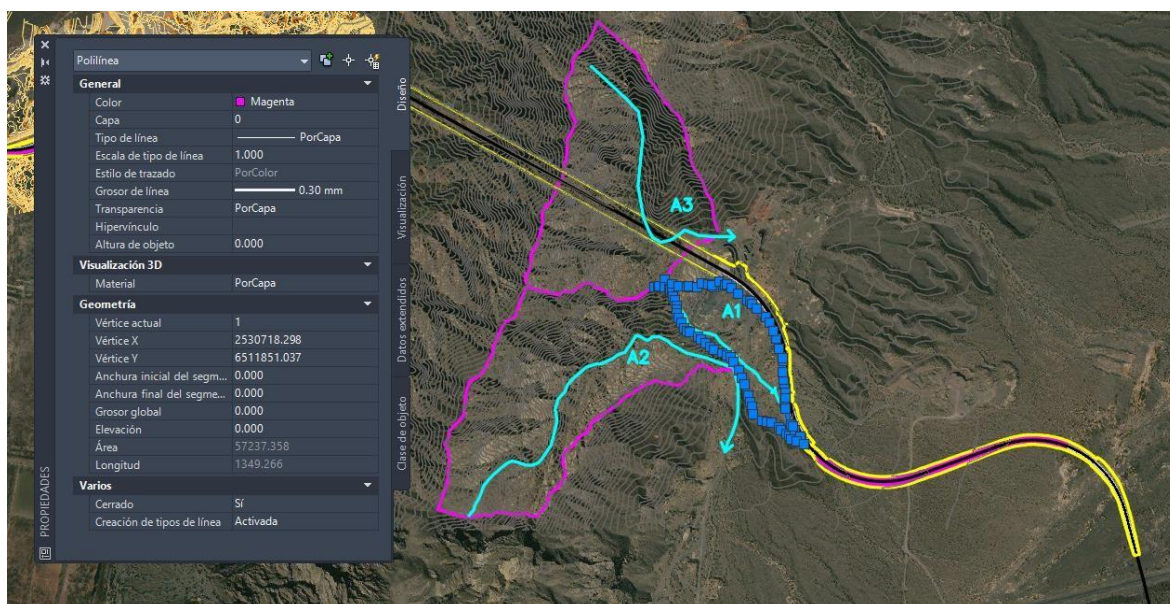 Polilínea
General
Color Magenta
Capa 0
Tipo de línea PorCapa
Escala de tipo de línea 1.000
Estilo de trazado PorColor
Grosor de línea 0.30 mm
Transparencia PorCapa
Hipervínculo
Altura de objeto 0.000
Visualización 3D
Material PorCapa
Geometría
Vértice actual 1
Vértice X 2530718.298
Vértice Y 6511851.037
Anchura inicial del segm... 0.000
Anchura final del segme... 0.000
Grosor global 0.000
Elevación 0.000
Área 57237.358
Longitud 1349.266
Varios
Cerrado Sí
Creación de tipos de línea Activada
PROPIEDADES
Diseño
Visualización
Datos extendidos
Clase de objeto
A3
A1
A2